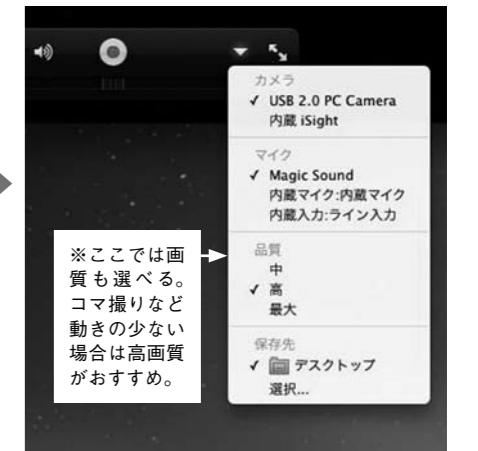 カメラ
✓ USB 2.0 PC Camera
内蔵 iSight
マイク
✓ Magic Sound
内蔵マイク:内蔵マイク
内蔵入力:ライン入力
品質
中
✓ 高
最大
保存先
✓ デスクトップ
選択...
※ここでは画
質も選べる。
コマ撮りなど
動きの少ない
場合は高画質
がおすすめ。